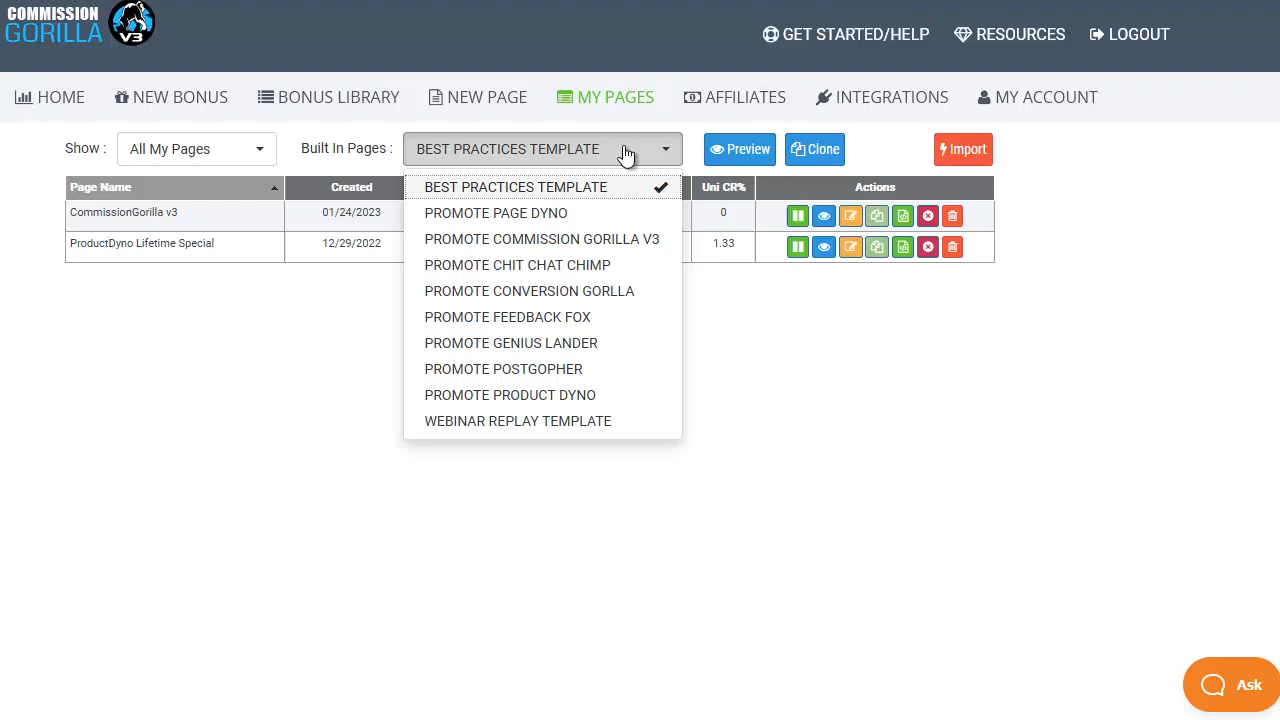 COMMISSION
GORILLA
V3
GET STARTED/HELP
RESOURCES
LOGOUT
HOME
NEW BONUS
BONUS LIBRARY
NEW PAGE
MY PAGES
AFFILIATES
INTEGRATIONS
MY ACCOUNT
Show :
All My Pages
Built In Pages :
BEST PRACTICES TEMPLATE
Preview
Clone
Import
Page Name
Created
Uni CR%
Actions
CommissionGorilla v3
01/24/2023
0
ProductDyno Lifetime Special
12/29/2022
1.33
BEST PRACTICES TEMPLATE
PROMOTE PAGE DYNO
PROMOTE COMMISSION GORILLA V3
PROMOTE CHIT CHAT CHIMP
PROMOTE CONVERSION GORLLA
PROMOTE FEEDBACK FOX
PROMOTE GENIUS LANDER
PROMOTE POSTGOPHER
PROMOTE PRODUCT DYNO
WEBINAR REPLAY TEMPLATE
Ask